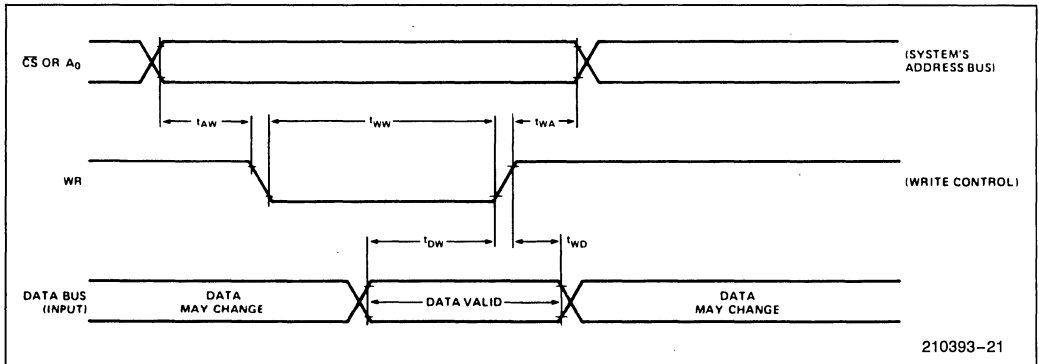 C̅S̅ OR A₀
(SYSTEM'S
ADDRESS BUS)
tAW
tWW
tWA
WR
(WRITE CONTROL)
tDW
tWD
DATA BUS
(INPUT)
DATA
MAY CHANGE
DATA VALID
DATA
MAY CHANGE
210393-21